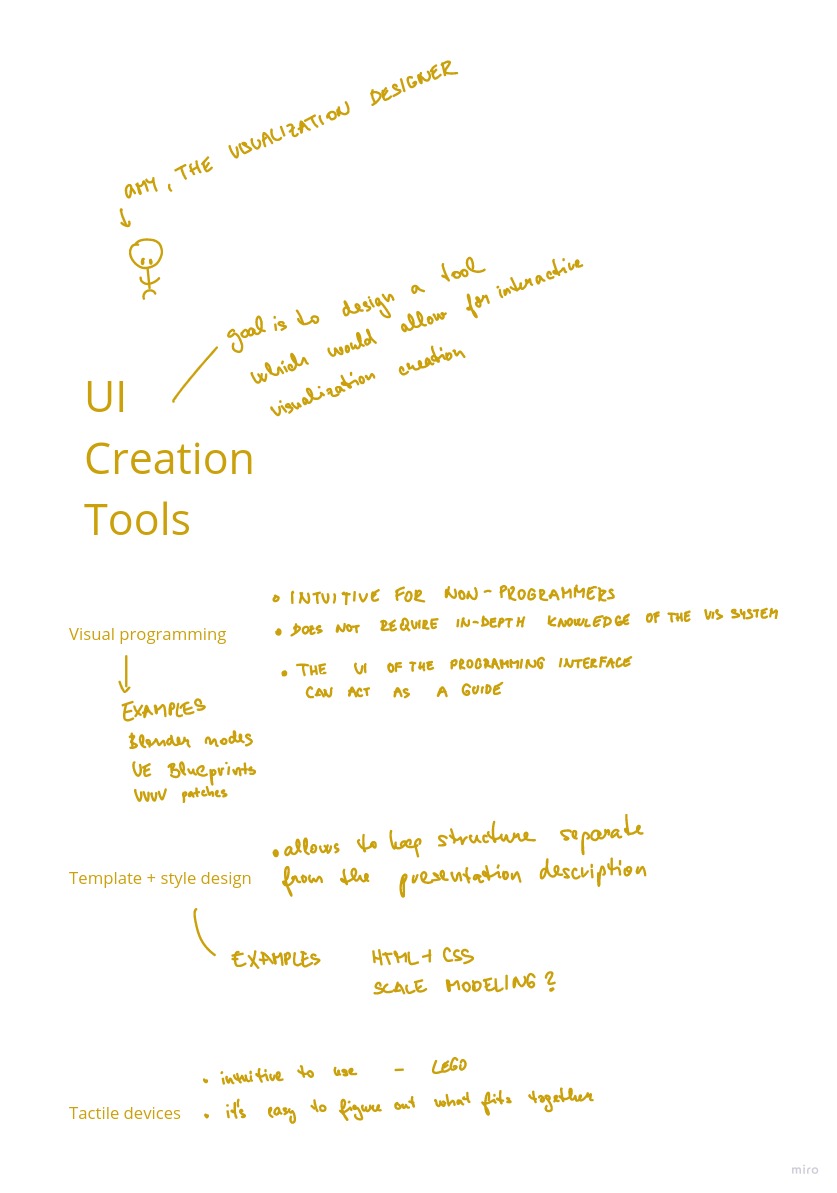 AMY, THE VISUALIZATION DESIGNER
goal is to design a tool
which would allow for interactive
visualization creation
UI
Creation
Tools
Visual programming
• INTUITIVE FOR NON-PROGRAMMERS
• DOES NOT REQUIRE IN-DEPTH KNOWLEDGE OF THE VIS SYSTEM
• THE UI OF THE PROGRAMMING INTERFACE
CAN ACT AS A GUIDE
EXAMPLES
Blender nodes
UE Blueprints
VVVV patches
Template + style design
• allows to keep structure separate
from the presentation description
EXAMPLES HTML + CSS
SCALE MODELING?
Tactile devices
• intuitive to use - LEGO
• it's easy to figure out what fits together
miro